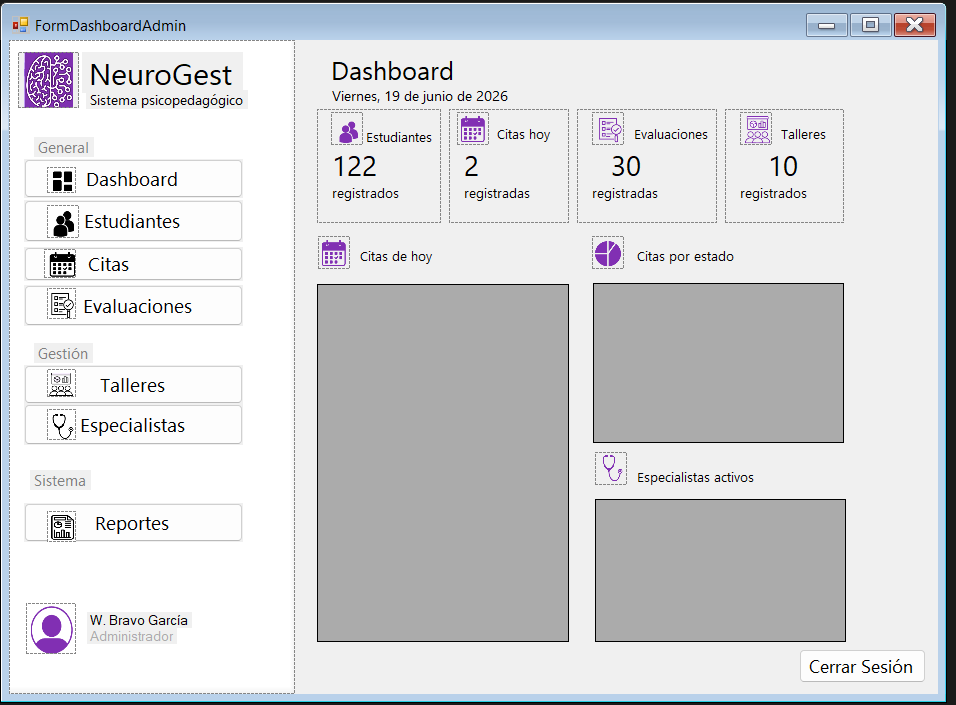 FormDashboardAdmin
NeuroGest
Sistema psicopedagógico
General
Dashboard
Estudiantes
Citas
Evaluaciones
Gestión
Talleres
Especialistas
Sistema
Reportes
W. Bravo García
Administrador
Dashboard
Viernes, 19 de junio de 2026
Estudiantes
122
registrados
Citas hoy
2
registradas
Evaluaciones
30
registradas
Talleres
10
registrados
Citas de hoy
Citas por estado
Especialistas activos
Cerrar Sesión